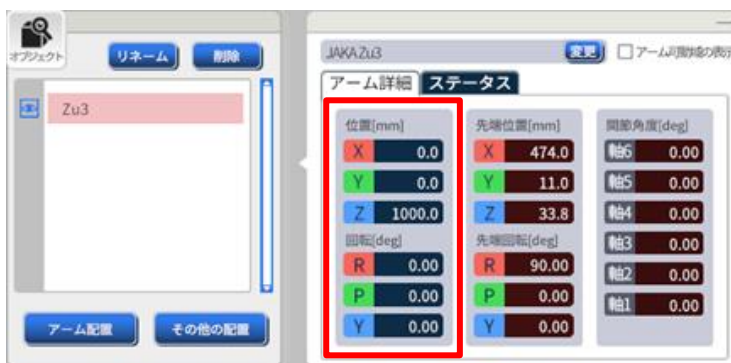 オブジェクト
リネーム
削除
Zu3
アーム配置
その他の配置
JAKA Zu3
変更
アーム可動域の表示
アーム詳細
ステータス
位置[mm]
X 0.0
Y 0.0
Z 1000.0
回転[deg]
R 0.00
P 0.00
Y 0.00
先端位置[mm]
X 474.0
Y 11.0
Z 33.8
先端回転[deg]
R 90.00
P 0.00
Y 0.00
関節角度[deg]
軸6 0.00
軸5 0.00
軸4 0.00
軸3 0.00
軸2 0.00
軸1 0.00